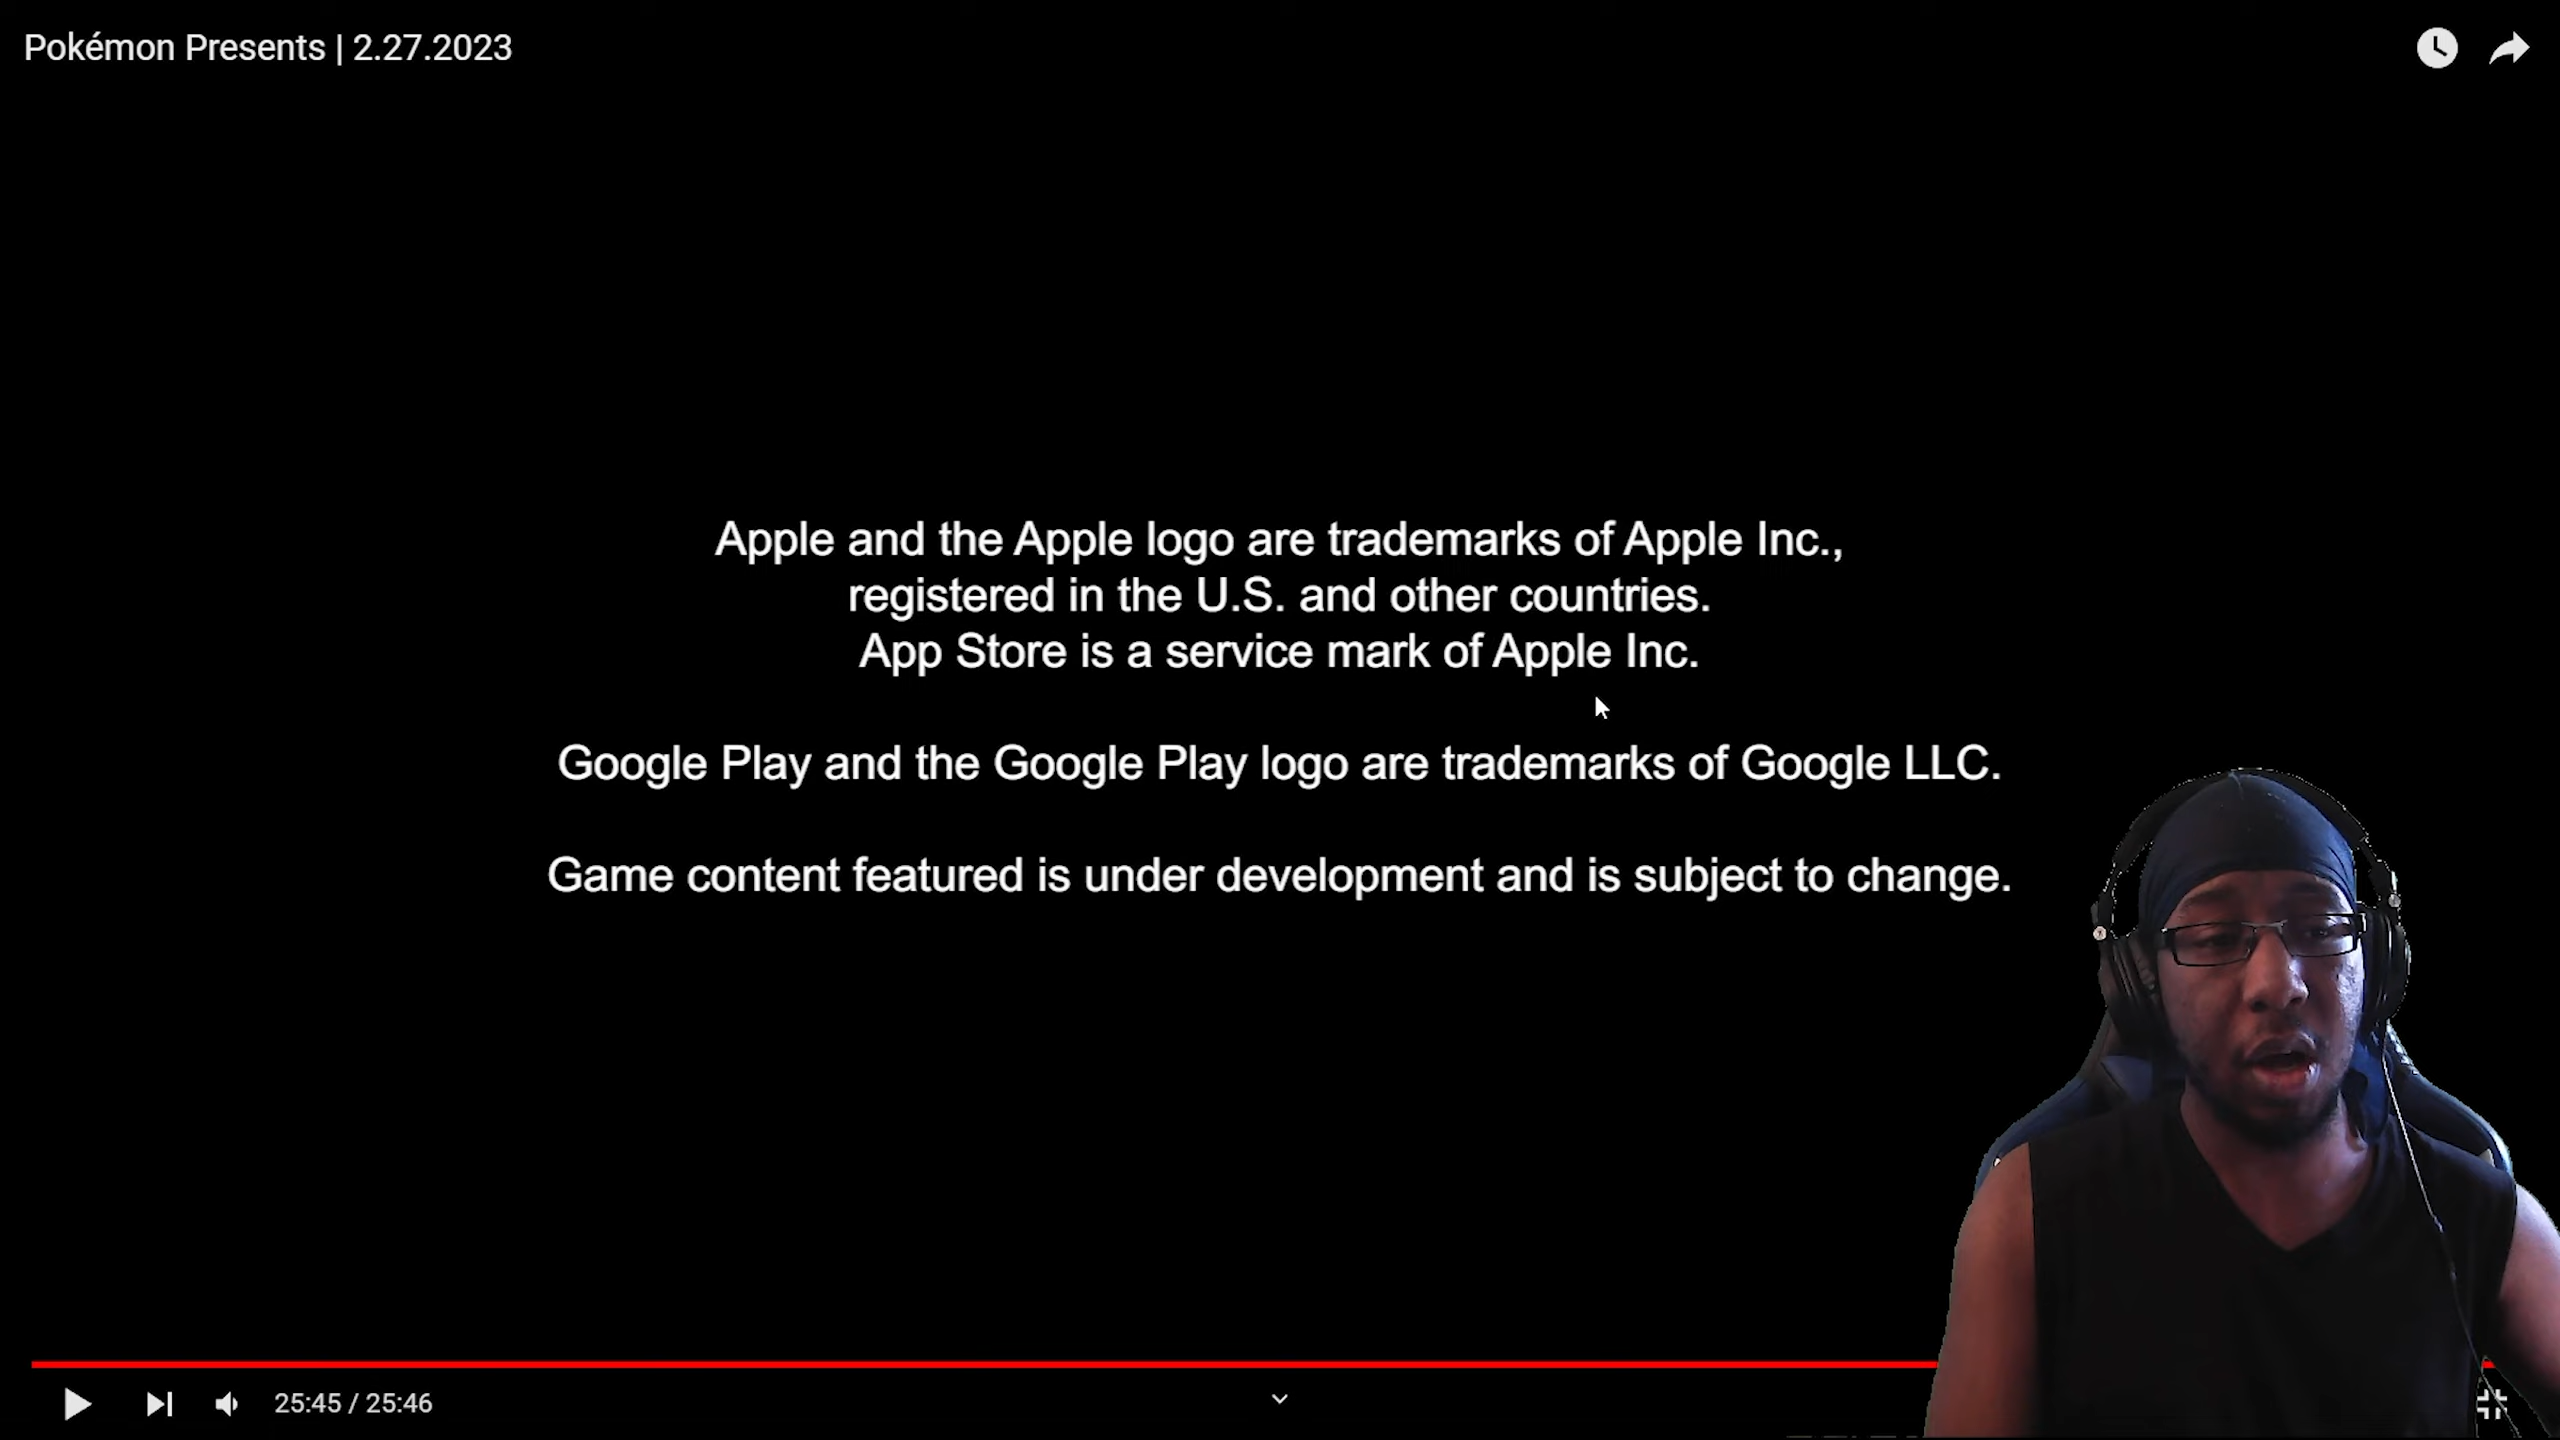 Pokémon Presents | 2.27.2023
Apple and the Apple logo are trademarks of Apple Inc.,
registered in the U.S. and other countries.
App Store is a service mark of Apple Inc.
Google Play and the Google Play logo are trademarks of Google LLC.
Game content featured is under development and is subject to change.
25:45 / 25:46